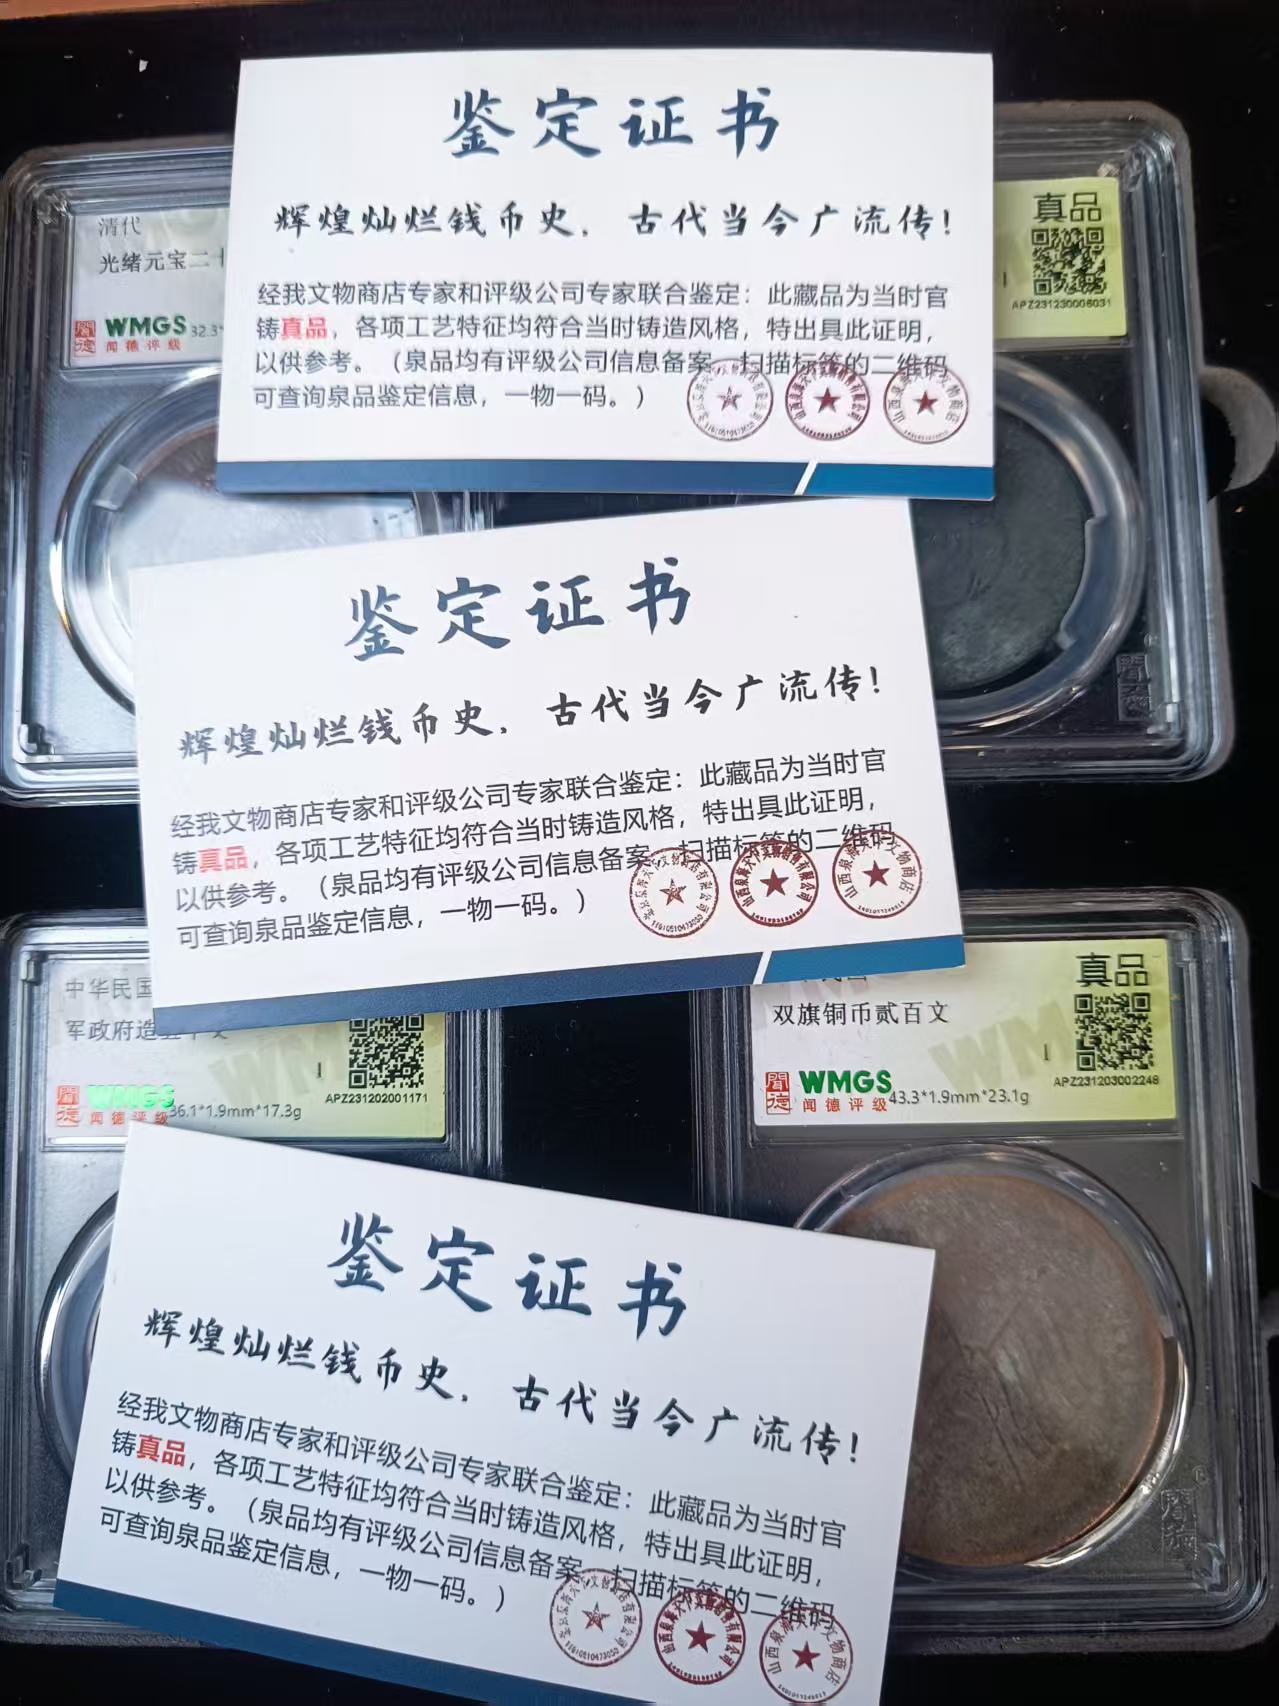 鉴定证书
辉煌灿烂钱币史，古代当今广流传！
经我文物商店专家和评级公司专家联合鉴定：此藏品为当时官
铸真品，各项工艺特征均符合当时铸造风格，特出具此证明，
以供参考。（泉品均有评级公司信息备案，扫描标签的二维码
可查询泉品鉴定信息，一物一码。）
清代
光绪元宝二十
WMGS 32.3*
闻德评级
真品
APZ231230006031
鉴定证书
辉煌灿烂钱币史，古代当今广流传！
经我文物商店专家和评级公司专家联合鉴定：此藏品为当时官
铸真品，各项工艺特征均符合当时铸造风格，特出具此证明，
以供参考。（泉品均有评级公司信息备案，扫描标签的二维码
可查询泉品鉴定信息，一物一码。）
中华民国
军政府造
1
WMGS
闻德评级 36.1*1.9mm*17.3g
APZ231202001171
真品
双旗铜币贰百文
1
WMGS
闻德评级 43.3*1.9mm*23.1g
APZ231203002248
鉴定证书
辉煌灿烂钱币史，古代当今广流传！
经我文物商店专家和评级公司专家联合鉴定：此藏品为当时官
铸真品，各项工艺特征均符合当时铸造风格，特出具此证明，
以供参考。（泉品均有评级公司信息备案，扫描标签的二维码
可查询泉品鉴定信息，一物一码。）